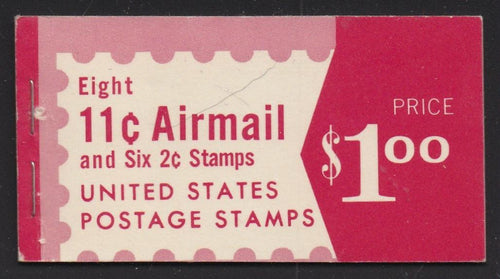 Eight
11¢ Airmail
and Six 2¢ Stamps
UNITED STATES
POSTAGE STAMPS
PRICE
$1.00